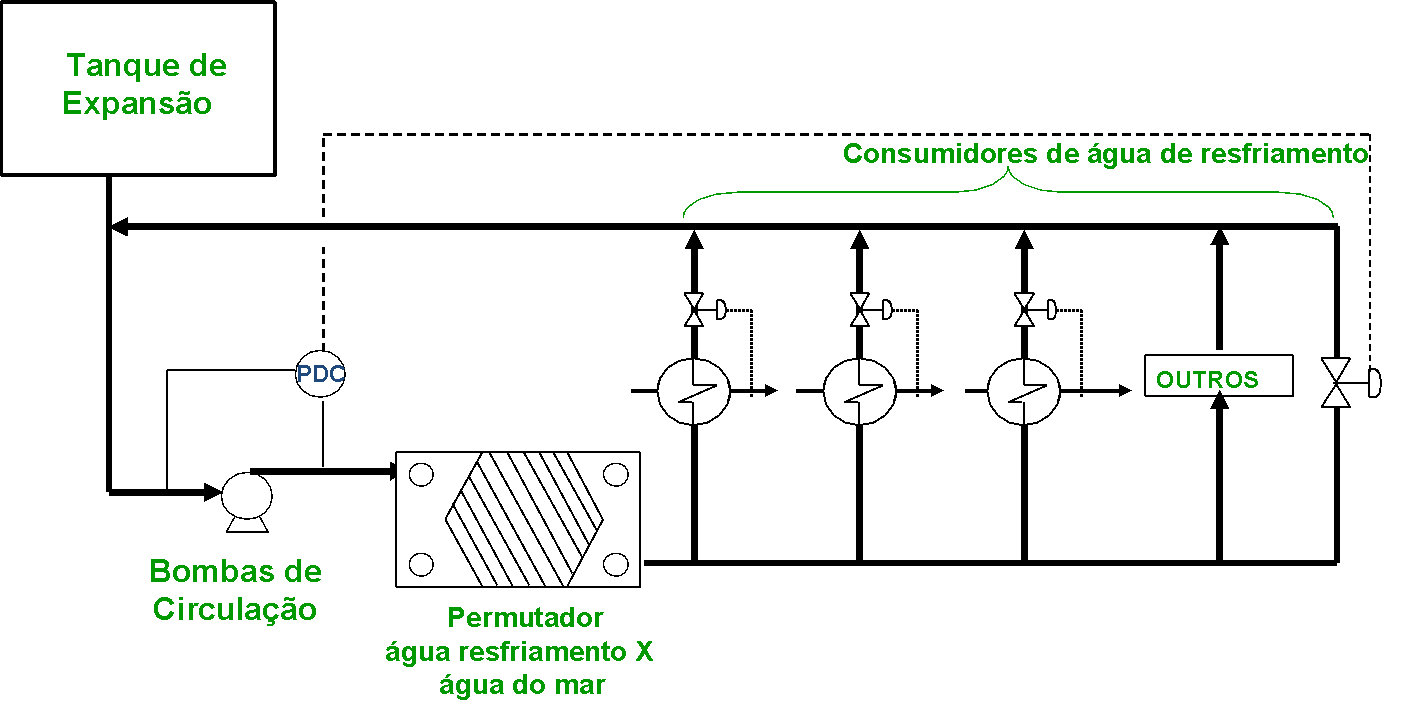 Tanque de
Expansão
Consumidores de água de resfriamento
PDC
OUTROS
Bombas de
Circulação
Permutador
água resfriamento X
água do mar